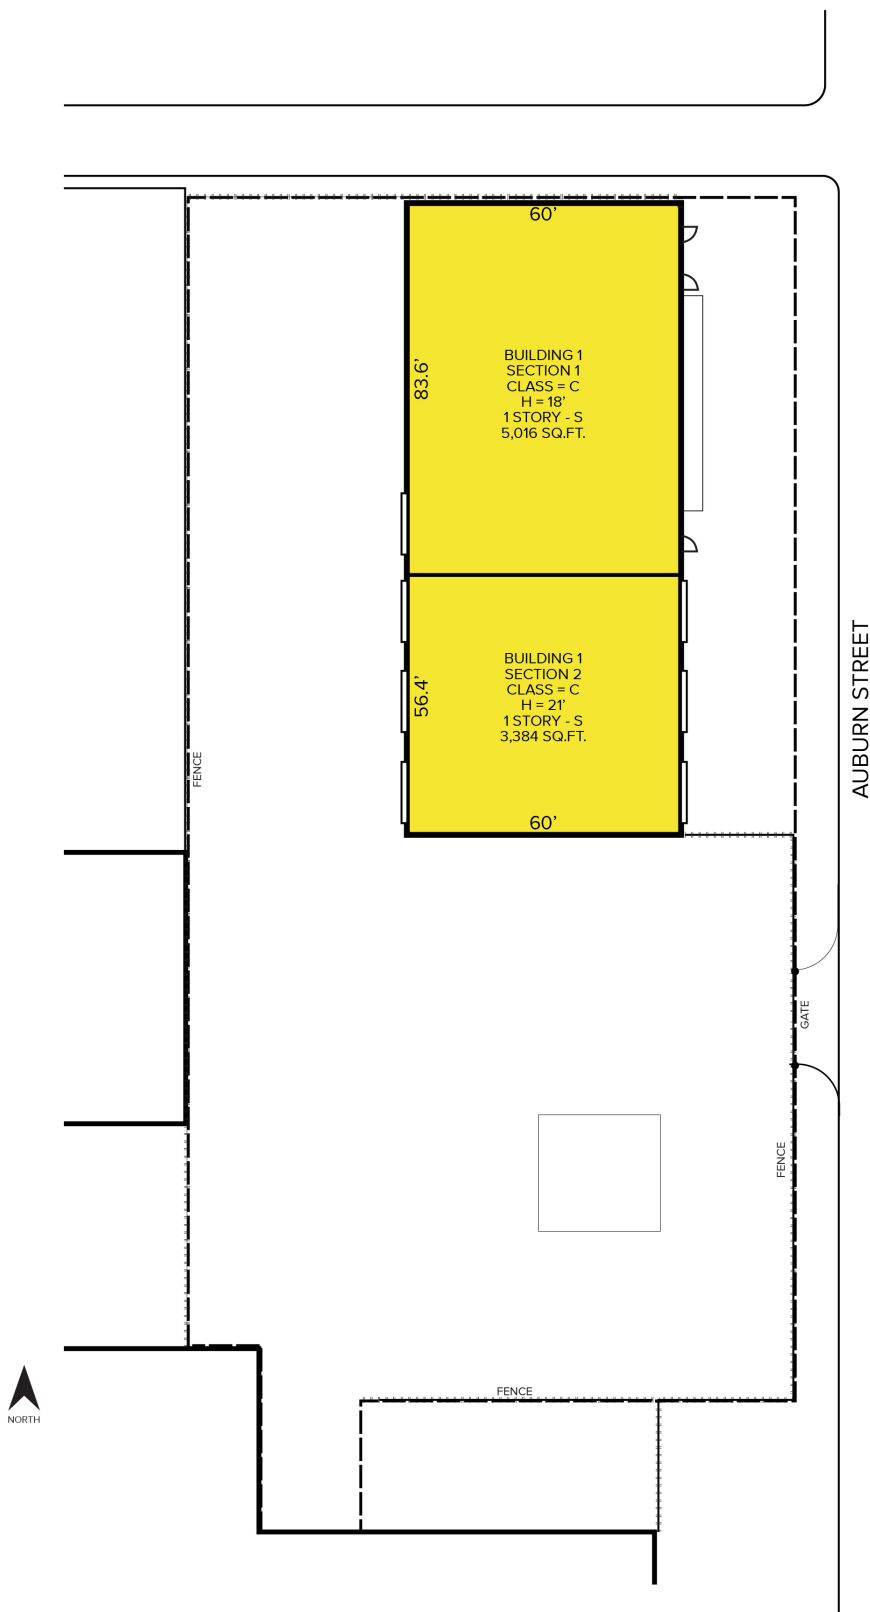 60’
83.6’
BUILDING 1
SECTION 1
CLASS = C
H = 18’
1 STORY - S
5,016 SQ.FT.
56.4’
BUILDING 1
SECTION 2
CLASS = C
H = 21’
1 STORY - S
3,384 SQ.FT.
60’
AUBURN STREET
FENCE
GATE
FENCE
FENCE
NORTH